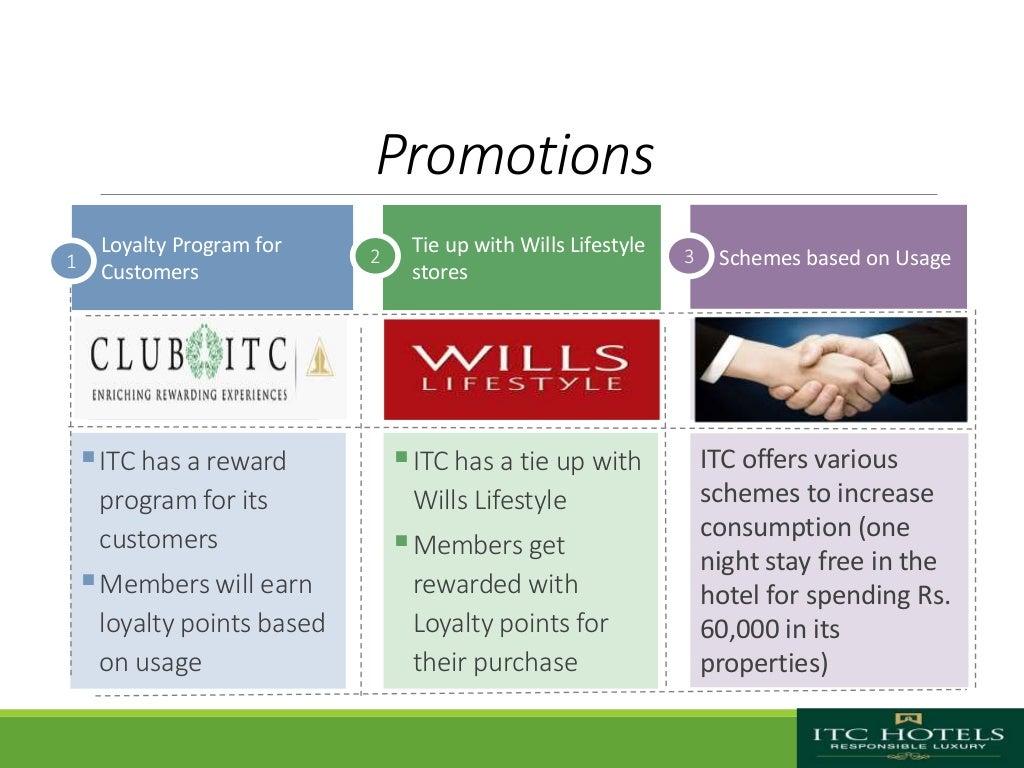 Promotions
1
Loyalty Program for
Customers
2
Tie up with Wills Lifestyle
stores
3
Schemes based on Usage
CLUB ITC
ENRICHING REWARDING EXPERIENCES
WILLS
LIFESTYLE
ITC has a reward
program for its
customers
Members will earn
loyalty points based
on usage
ITC has a tie up with
Wills Lifestyle
Members get
rewarded with
Loyalty points for
their purchase
ITC offers various
schemes to increase
consumption (one
night stay free in the
hotel for spending Rs.
60,000 in its
properties)
ITC HOTELS
RESPONSIBLE LUXURY